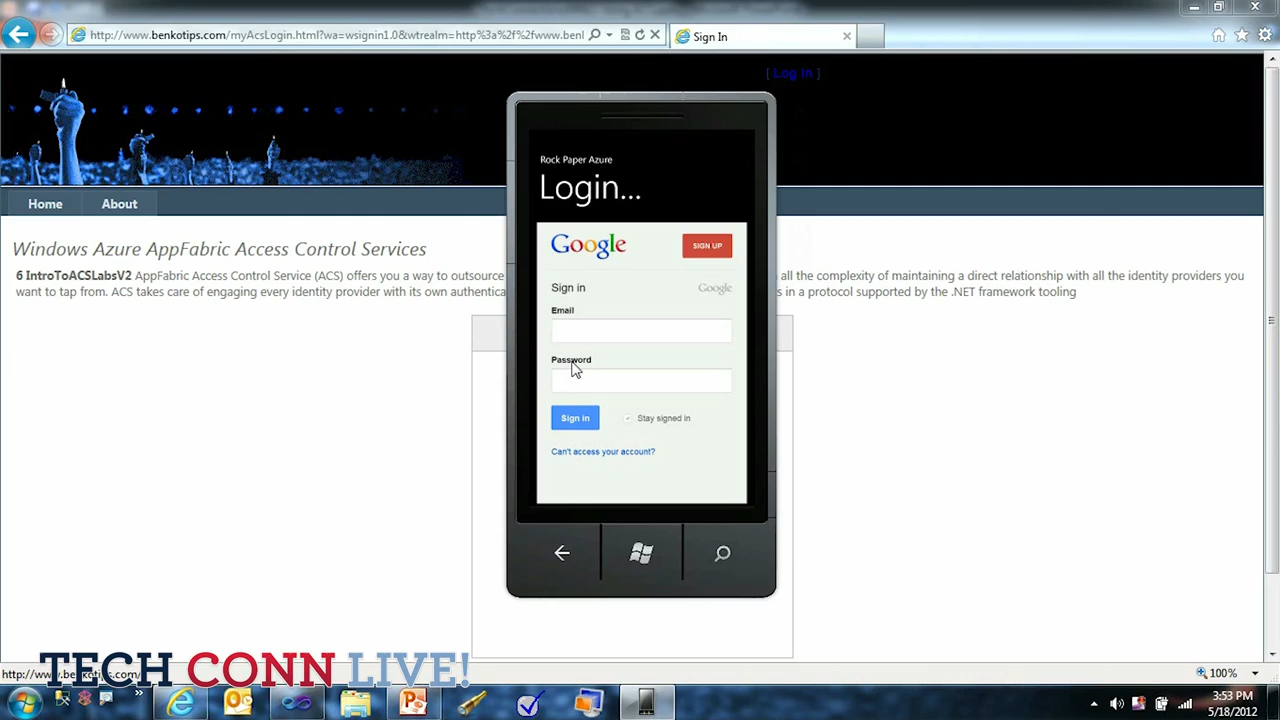 http://www.benkotips.com/myAcsLogin.html?wa=wsignin1.0&wtrealm=http%3a%2f%2fwww.benl
Sign In
[ Log In ]
Home
About
Windows Azure AppFabric Access Control Services
6 IntroToACSLabsV2 AppFabric Access Control Service (ACS) offers you a way to outsource
all the complexity of maintaining a direct relationship with all the identity providers you
want to tap from. ACS takes care of engaging every identity provider with its own authentica
s in a protocol supported by the .NET framework tooling
Rock Paper Azure
Login...
Google
SIGN UP
Sign in
Google
Email
Password
Sign in
Stay signed in
Can't access your account?
TECH CONN LIVE!
http://www.benkotips.com/
100%
3:53 PM
5/18/2012